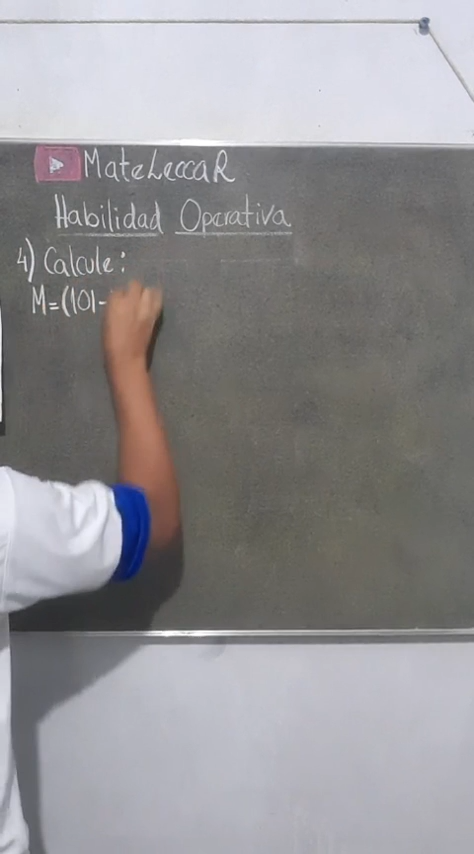 MateLeccaR
Habilidad Operativa
4) Calcule:
M=(101-